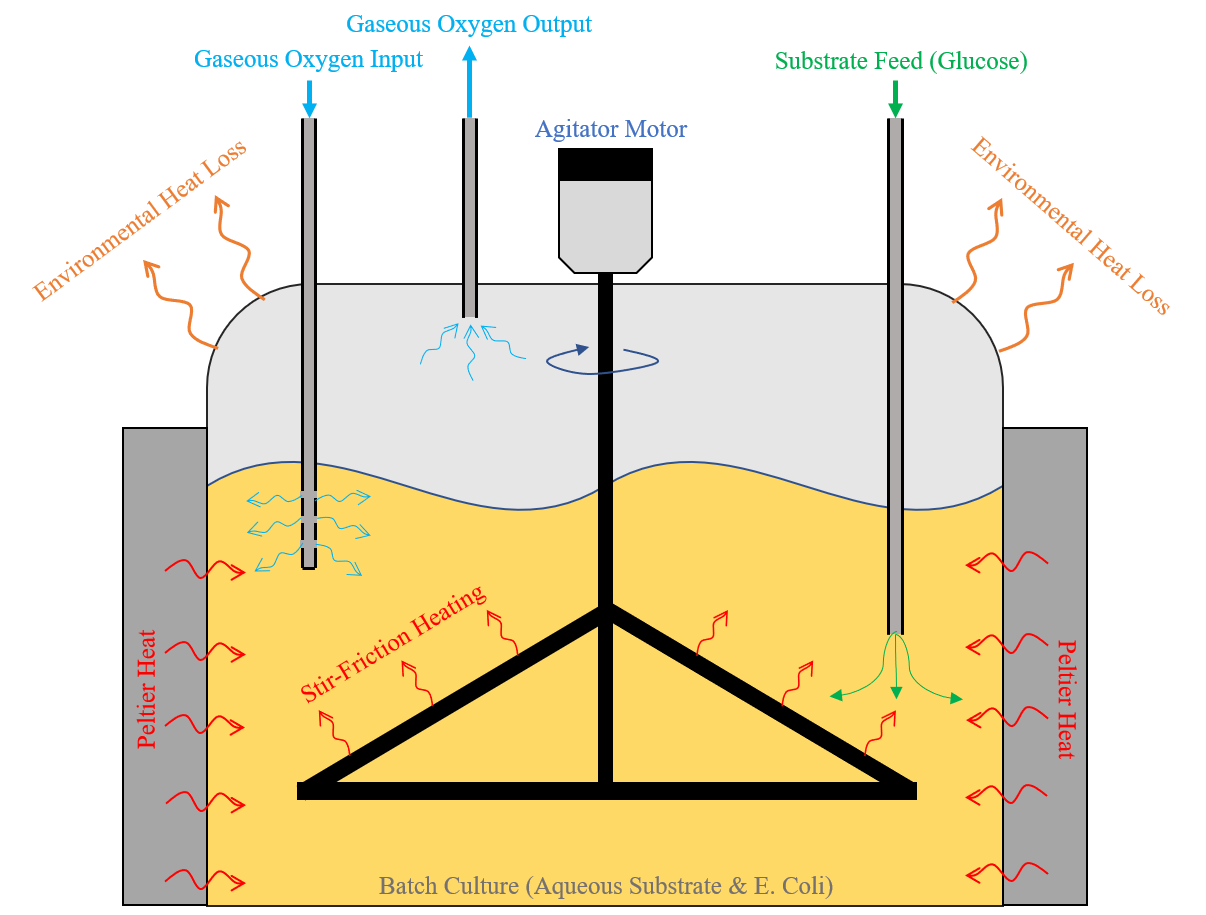 Gaseous Oxygen Output
Gaseous Oxygen Input
Substrate Feed (Glucose)
Agitator Motor
Environmental Heat Loss
Environmental Heat Loss
Stir-Friction Heating
Peltier Heat
Peltier Heat
Batch Culture (Aqueous Substrate & E. Coli)